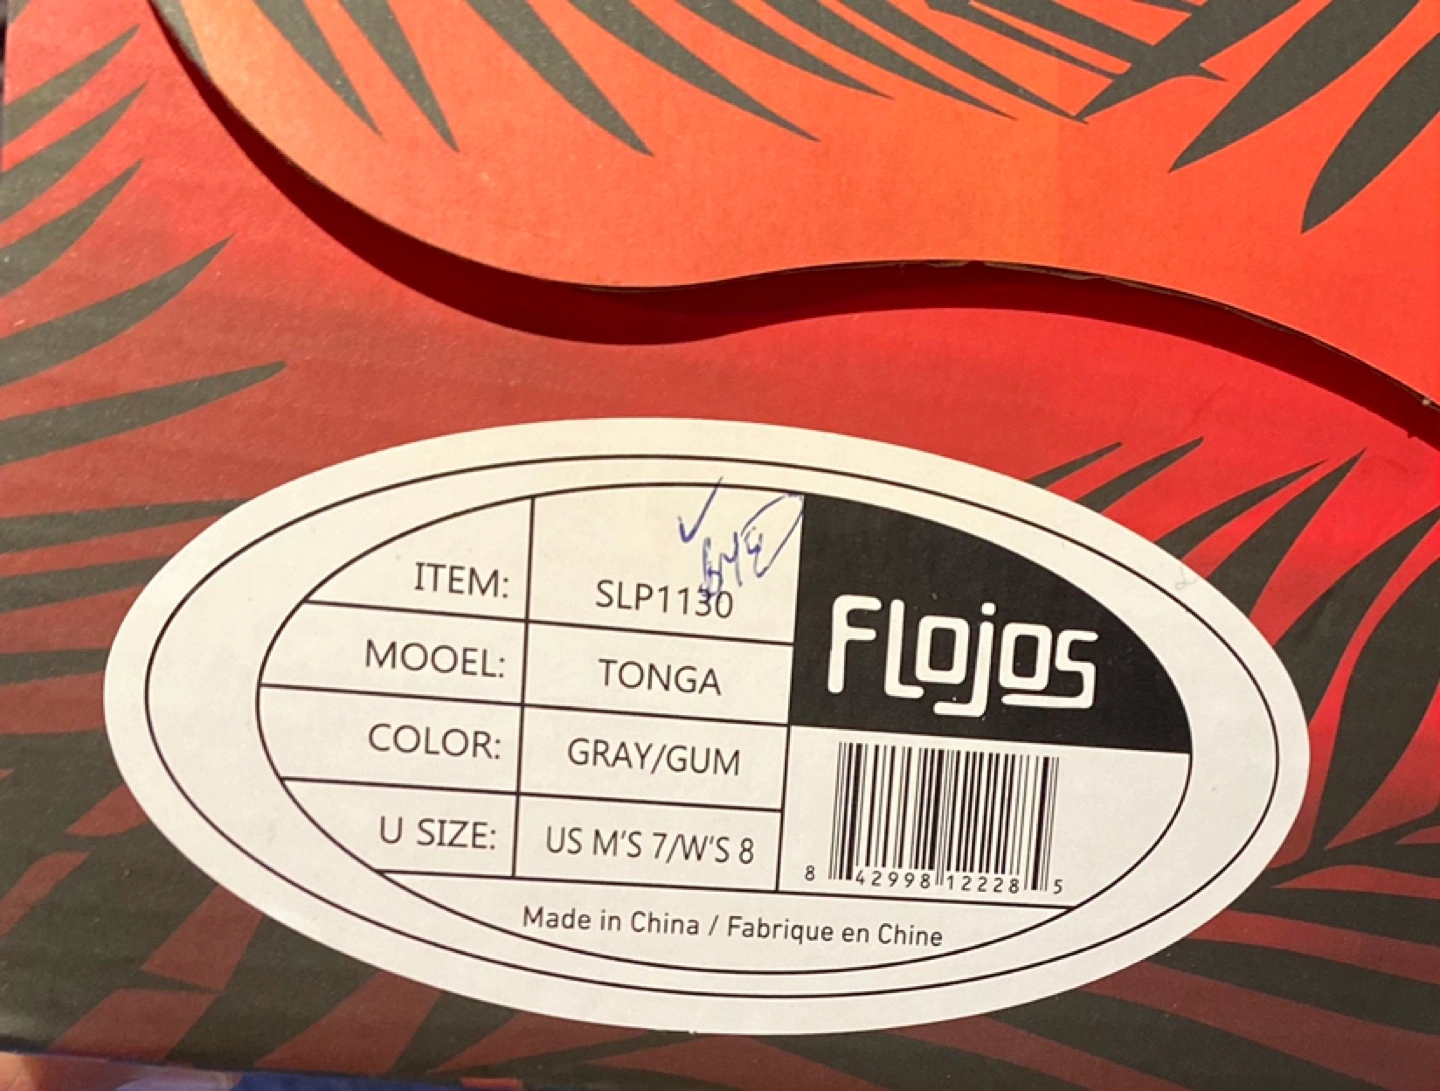 ITEM: SLP1130
MOOEL: TONGA
COLOR: GRAY/GUM
U SIZE: US M'S 7/W'S 8
Flojos
8 42998 12228 5
Made in China / Fabrique en Chine